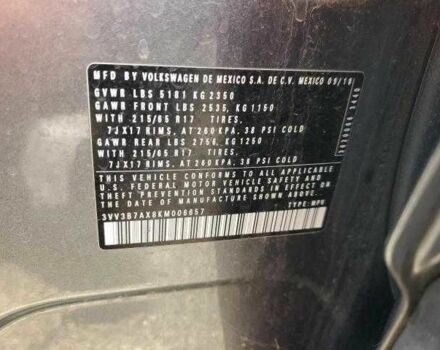 MFD BY VOLKSWAGEN DE MEXICO S.A. DE C.V. MEXICO 09/18
GVWR LBS 5181 KG 2350
GAWR FRONT LBS 2535, KG 1150
WITH 215/65 R17 TIRES,
7JX17 RIMS, AT 260 KPA, 38 PSI COLD
GAWR REAR LBS 2756, KG 1250
WITH 215/65 R17 TIRES,
7JX17 RIMS, AT 260 KPA, 38 PSI COLD
THIS VEHICLE CONFORMS TO ALL APPLICABLE
U.S. FEDERAL MOTOR VEHICLE SAFETY AND
THEFT PREVENTION STANDARDS IN EFFECT ON THE
DATE OF MANUFACTURE SHOWN ABOVE.
3VV3B7AX8KM006657 TYPE: MPV